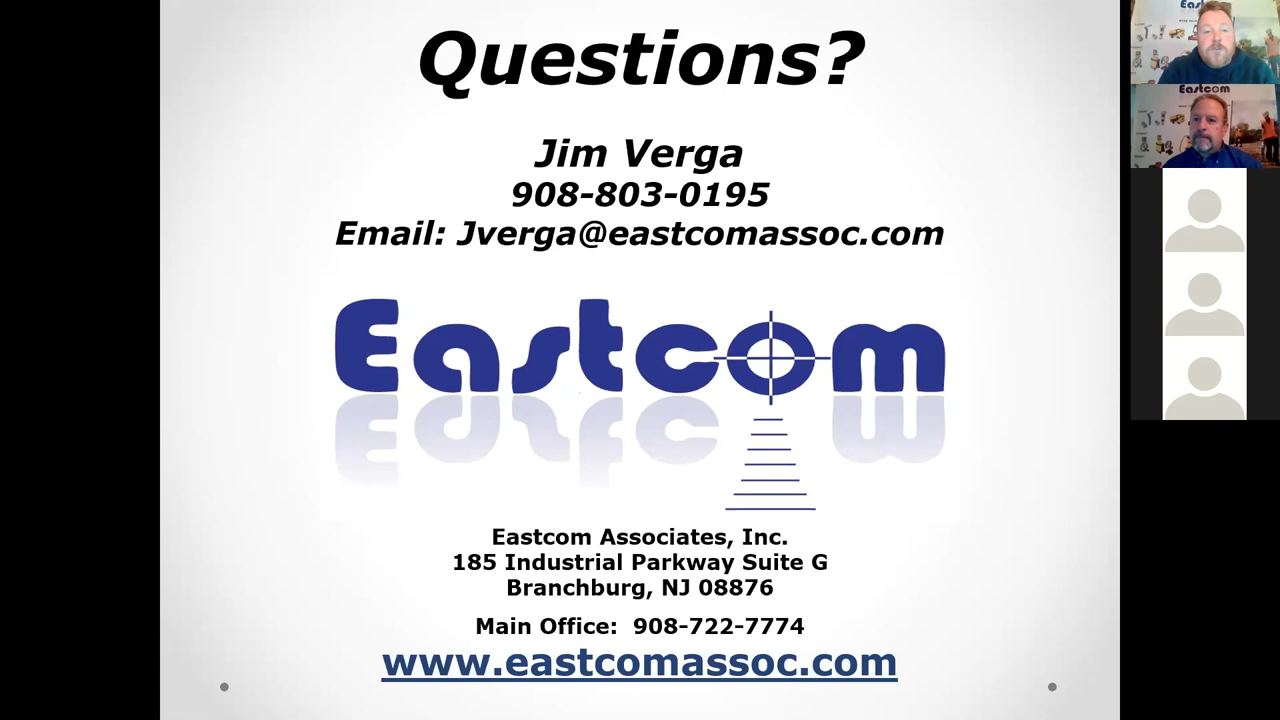 Questions?
Jim Verga
908-803-0195
Email: Jverga@eastcomassoc.com
Eastcom
Eastcom Associates, Inc.
185 Industrial Parkway Suite G
Branchburg, NJ 08876
Main Office: 908-722-7774
www.eastcomassoc.com
Eastcom